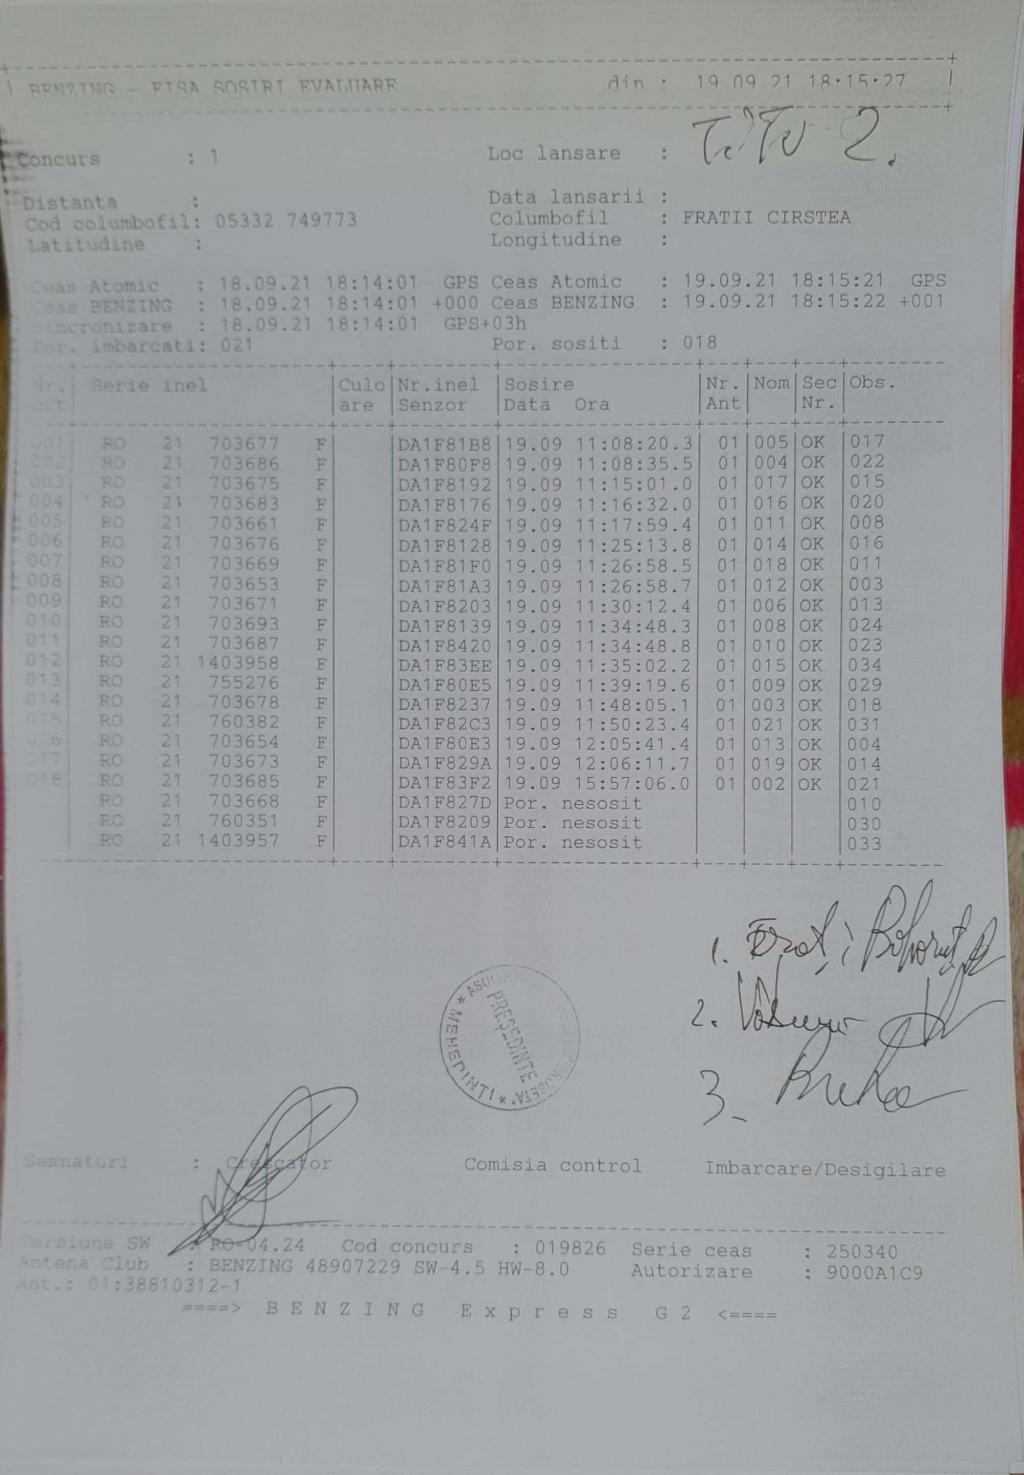 BENZING - FISA SOSIRI EVALUARE din : 19.09.21 18:15:27
Concurs : 1 Loc lansare : TiTu 2.
Distanta : Data lansarii :
Cod columbofil: 05332 749773 Columbofil : FRATII CIRSTEA
Latitudine : Longitudine :
Ceas Atomic : 18.09.21 18:14:01 GPS Ceas Atomic : 19.09.21 18:15:21 GPS
Ceas BENZING : 18.09.21 18:14:01 +000 Ceas BENZING : 19.09.21 18:15:22 +001
Sincronizare : 18.09.21 18:14:01 GPS+03h
Por. imbarcati: 021 Por. sositi : 018
Nr. Serie inel Culo Nr.inel Sosire Nr. Nom Sec Obs.
crt are Senzor Data Ora Ant Nr.
001 RO 21 703677 F DA1F81B8 19.09 11:08:20.3 01 005 OK 017
002 RO 21 703686 F DA1F80F8 19.09 11:08:35.5 01 004 OK 022
003 RO 21 703675 F DA1F8192 19.09 11:15:01.0 01 017 OK 015
004 RO 21 703683 F DA1F8176 19.09 11:16:32.0 01 016 OK 020
005 RO 21 703661 F DA1F824F 19.09 11:17:59.4 01 011 OK 008
006 RO 21 703676 F DA1F8128 19.09 11:25:13.8 01 014 OK 016
007 RO 21 703669 F DA1F81F0 19.09 11:26:58.5 01 018 OK 011
008 RO 21 703653 F DA1F81A3 19.09 11:26:58.7 01 012 OK 003
009 RO 21 703671 F DA1F8203 19.09 11:30:12.4 01 006 OK 013
010 RO 21 703693 F DA1F8139 19.09 11:34:48.3 01 008 OK 024
011 RO 21 703687 F DA1F8420 19.09 11:34:48.8 01 010 OK 023
012 RO 21 1403958 F DA1F83EE 19.09 11:35:02.2 01 015 OK 034
013 RO 21 755276 F DA1F80E5 19.09 11:39:19.6 01 009 OK 029
014 RO 21 703678 F DA1F8237 19.09 11:48:05.1 01 003 OK 018
015 RO 21 760382 F DA1F82C3 19.09 11:50:23.4 01 021 OK 031
016 RO 21 703654 F DA1F80E3 19.09 12:05:41.4 01 013 OK 004
017 RO 21 703673 F DA1F829A 19.09 12:06:11.7 01 019 OK 014
018 RO 21 703685 F DA1F83F2 19.09 15:57:06.0 01 002 OK 021
RO 21 703668 F DA1F827D Por. nesosit 010
RO 21 760351 F DA1F8209 Por. nesosit 030
RO 21 1403957 F DA1F841A Por. nesosit 033
1.
2.
3.
PREȘEDINTE
MEHEDINTI
Semnaturi : Crescator Comisia control Imbarcare/Desigilare
Versiune SW : RO-04.24 Cod concurs : 019826 Serie ceas : 250340
Antena Club : BENZING 48907229 SW-4.5 HW-8.0 Autorizare : 9000A1C9
Ant.: 01:38810312-1
====> BENZING Express G2 <====